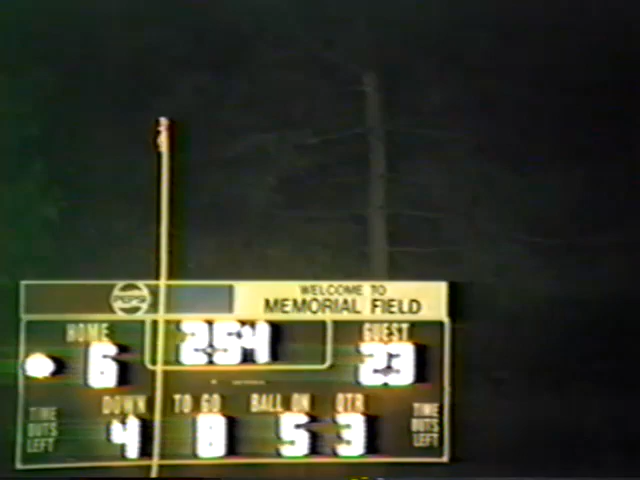 PEPSI
WELCOME TO
MEMORIAL FIELD
HOME 2:54 GUEST
6 23
DOWN TO GO BALL ON QTR
TIME OUTS LEFT 4 8 5 3 TIME OUTS LEFT